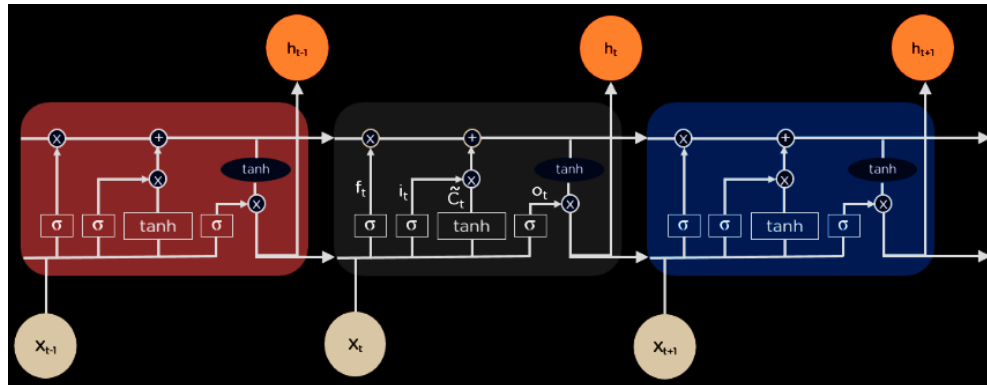 h_{t-1} h_t h_{t+1}
x + x + x +
tanh tanh tanh
x f_t i_t x C̃_t o_t x
x x x
σ σ tanh σ σ σ tanh σ σ σ tanh σ
X_{t-1} X_t X_{t+1}